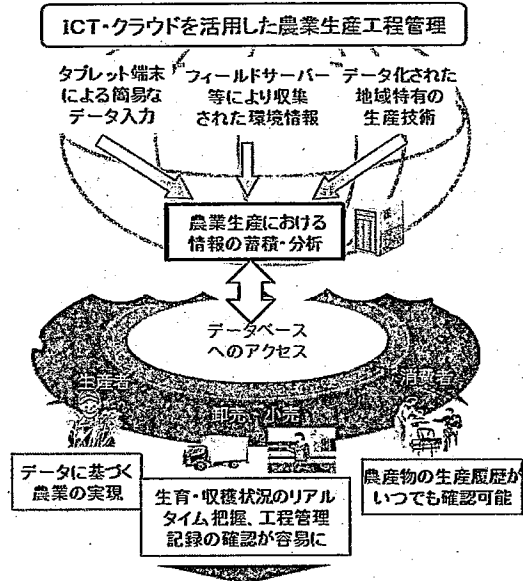 ICT・クラウドを活用した農業生産工程管理
タブレット端末
による簡易な
データ入力
フィールドサーバー
等により収集
された環境情報
データ化された
地域特有の
生産技術
農業生産における
情報の蓄積・分析
データベース
へのアクセス
生産者
卸売・小売
消費者
データに基づく
農業の実現
生育・収穫状況のリアル
タイム把握、工程管理
記録の確認が容易に
農産物の生産履歴が
いつでも確認可能